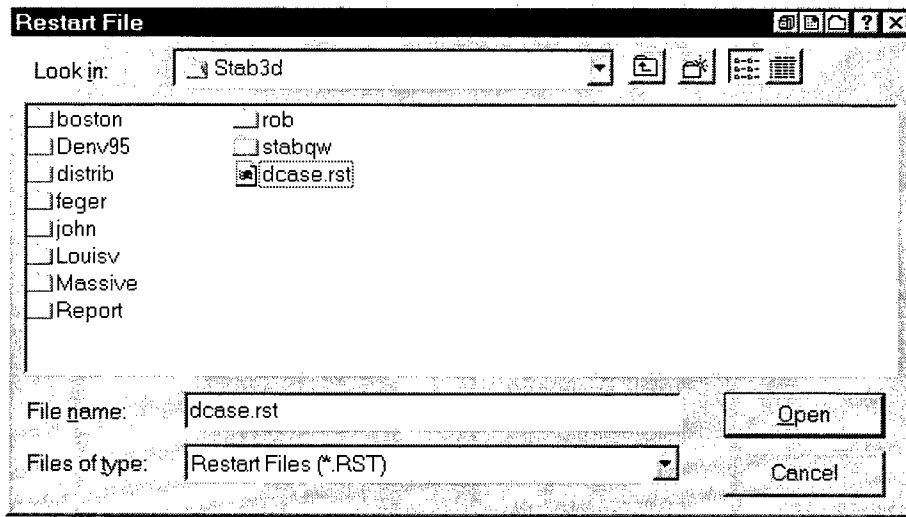 Restart File
Look in:
Stab3d
boston
Denv95
distrib
feger
john
Louisv
Massive
Report
rob
stabqw
dcase.rst
File name:
dcase.rst
Open
Files of type:
Restart Files (*.RST)
Cancel